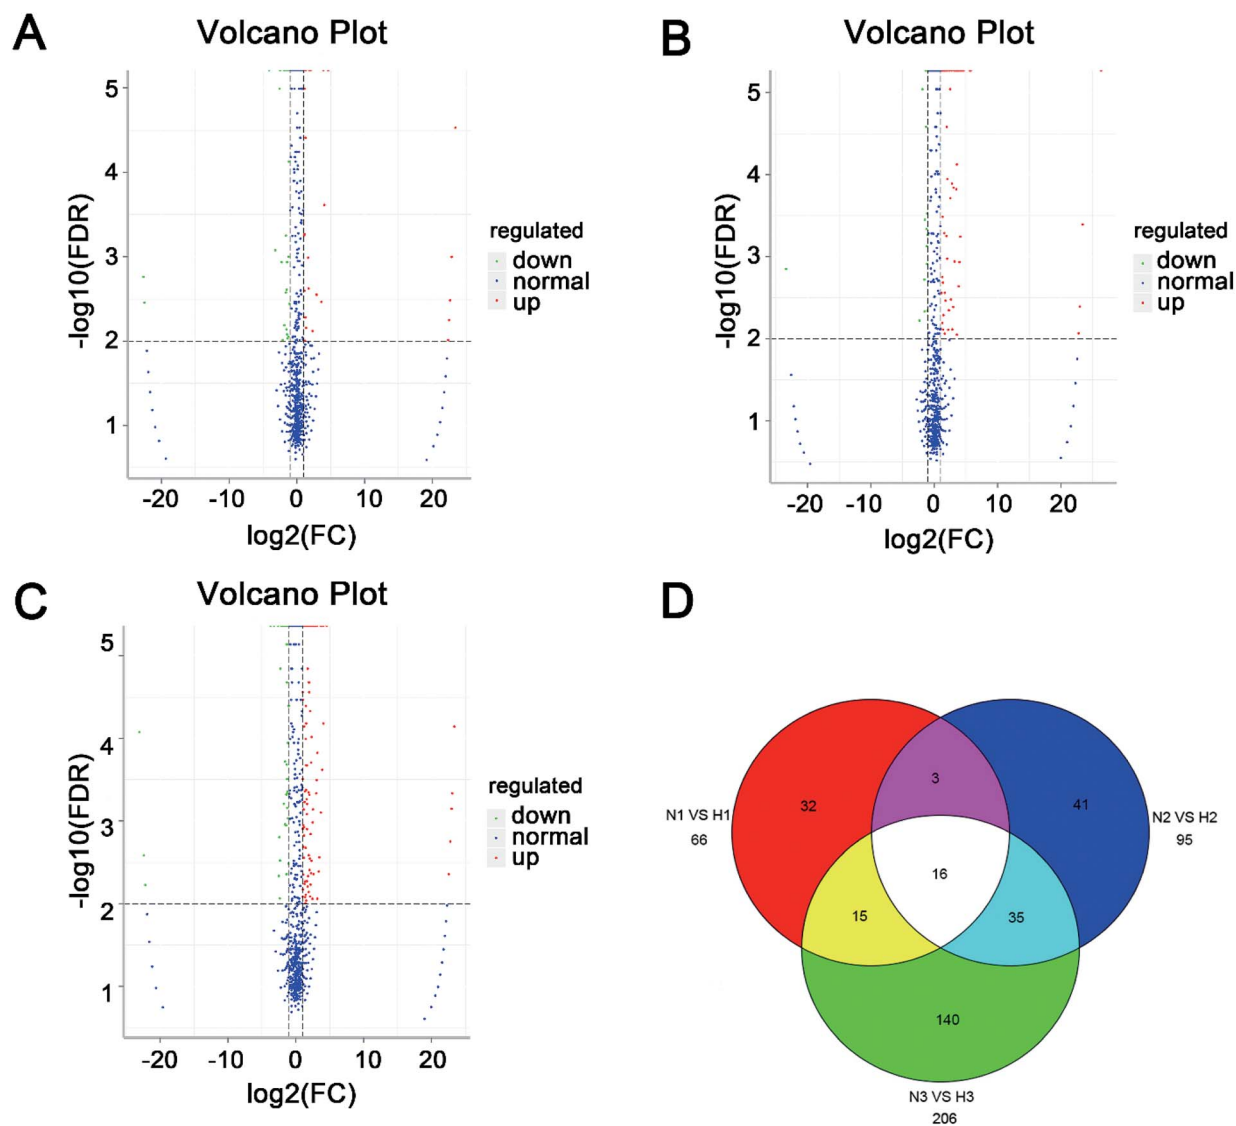 A
Volcano Plot
5
4
3
2
1
-log10(FDR)
-20 -10 0 10 20
log2(FC)
regulated
down
normal
up
B
Volcano Plot
5
4
3
2
1
-log10(FDR)
-20 -10 0 10 20
log2(FC)
regulated
down
normal
up
C
Volcano Plot
5
4
3
2
1
-log10(FDR)
-20 -10 0 10 20
log2(FC)
regulated
down
normal
up
D
N1 VS H1
66
N2 VS H2
95
32
3
41
16
15
35
140
N3 VS H3
206